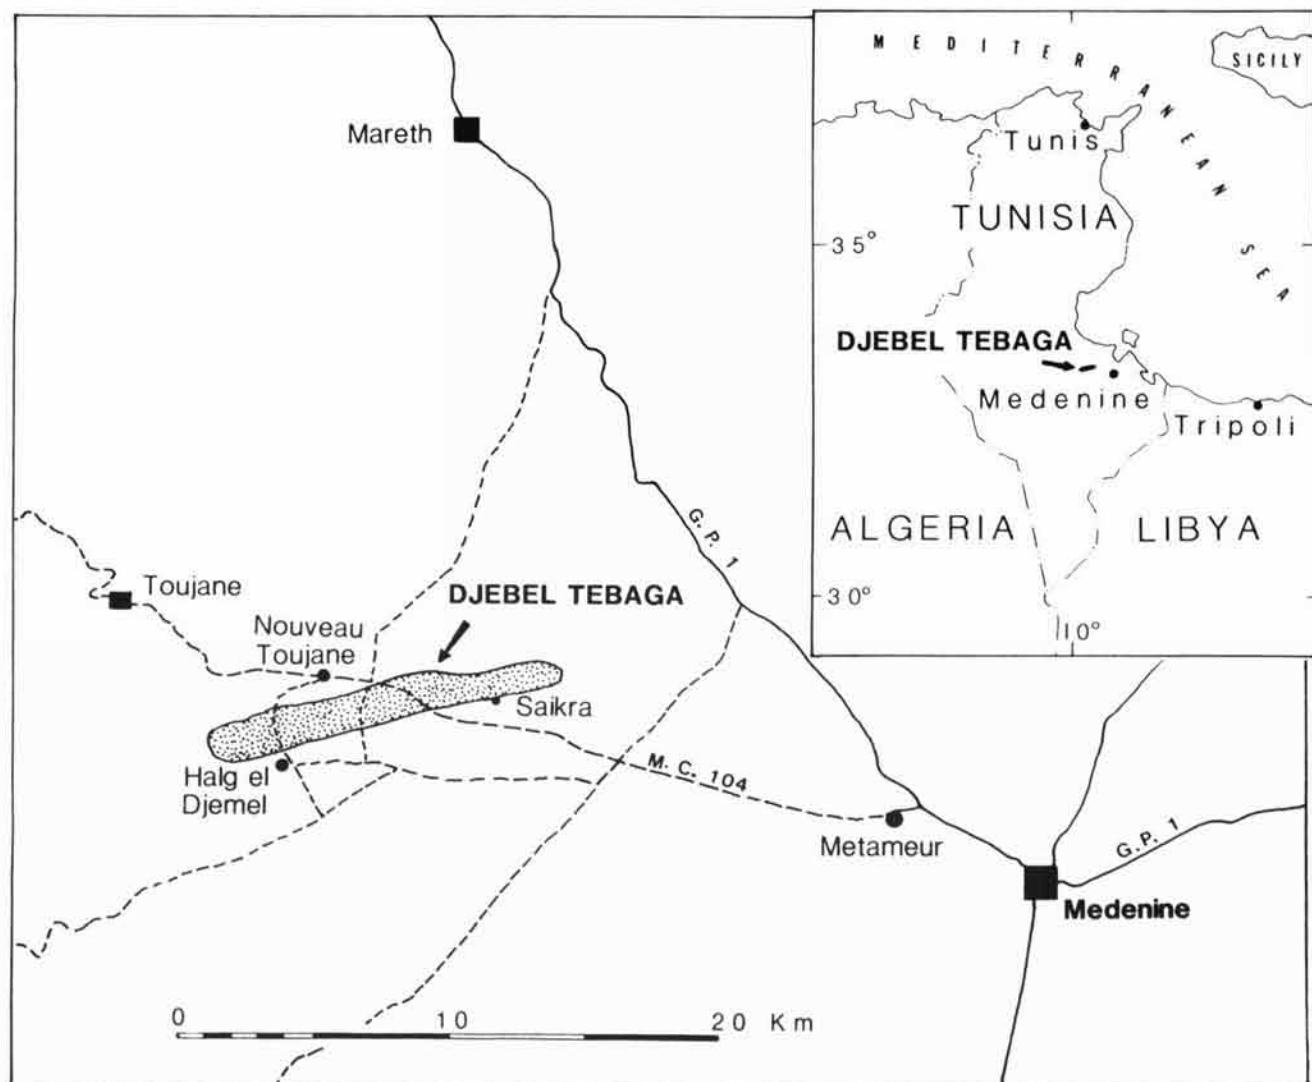 Mareth
G.P. 1
Toujane
DJEBEL TEBAGA
Nouveau
Toujane
Saikra
Halg el
Djemel
M.C. 104
Metameur
G.P. 1
Medenine
0 10 20 Km
MEDITERRANEAN SEA
SICILY
Tunis
TUNISIA
35°
DJEBEL TEBAGA
Medenine
Tripoli
ALGERIA
LIBYA
30°
10°